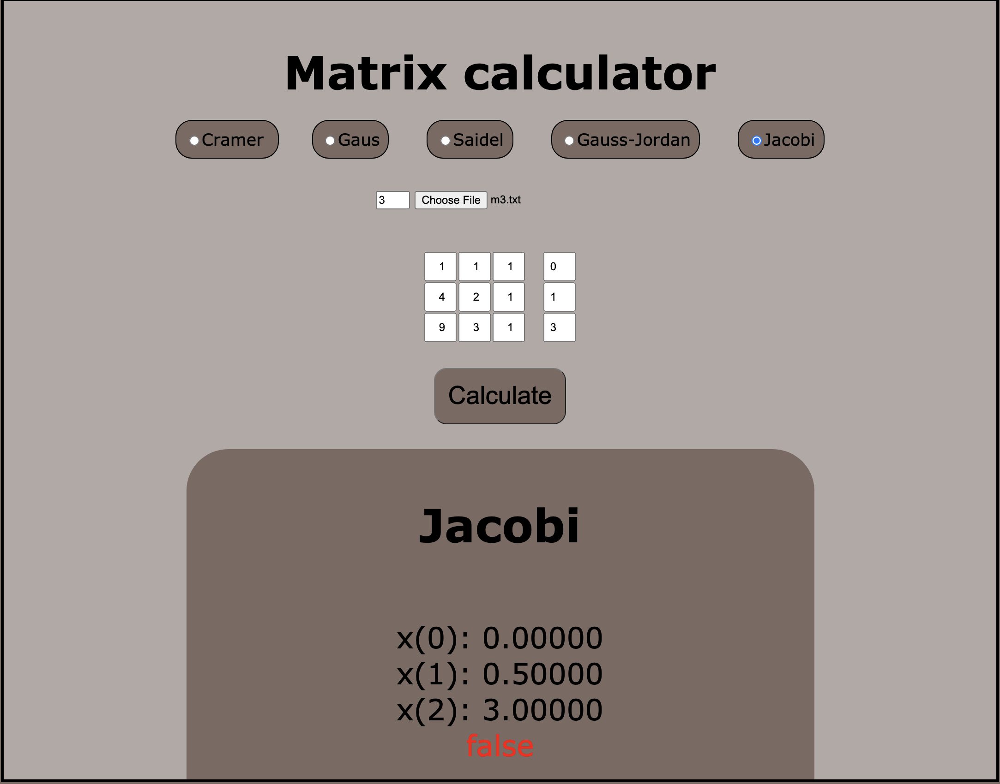 Matrix calculator
Cramer Gaus Saidel Gauss-Jordan Jacobi
3 Choose File m3.txt
1 1 1 0
4 2 1 1
9 3 1 3
Calculate
Jacobi
x(0): 0.00000
x(1): 0.50000
x(2): 3.00000
false